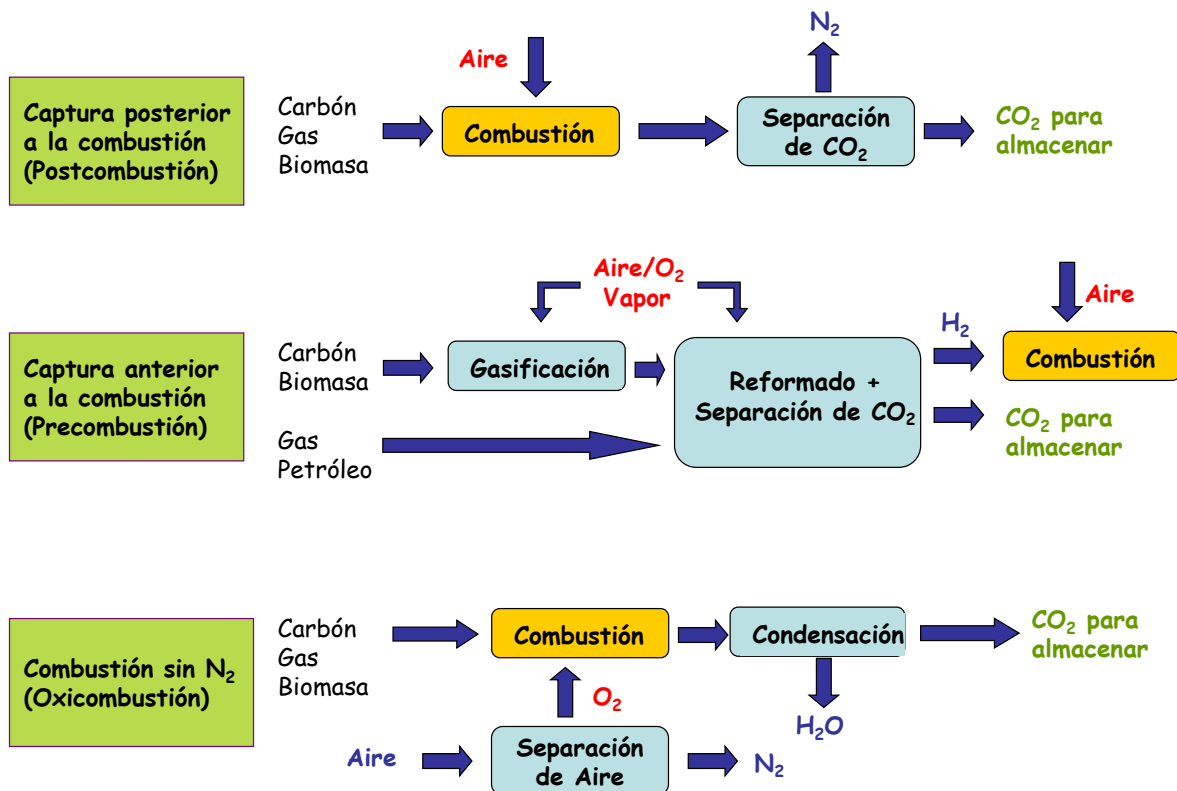 Captura posterior
a la combustión
(Postcombustión)
Carbón
Gas
Biomasa
Aire
Combustión
N₂
Separación
de CO₂
CO₂ para
almacenar
Captura anterior
a la combustión
(Precombustión)
Carbón
Biomasa
Gas
Petróleo
Aire/O₂
Vapor
Gasificación
Reformado +
Separación de CO₂
H₂
Aire
Combustión
CO₂ para
almacenar
Combustión sin N₂
(Oxicombustión)
Carbón
Gas
Biomasa
Combustión
Condensación
CO₂ para
almacenar
O₂
H₂O
Aire
Separación
de Aire
N₂